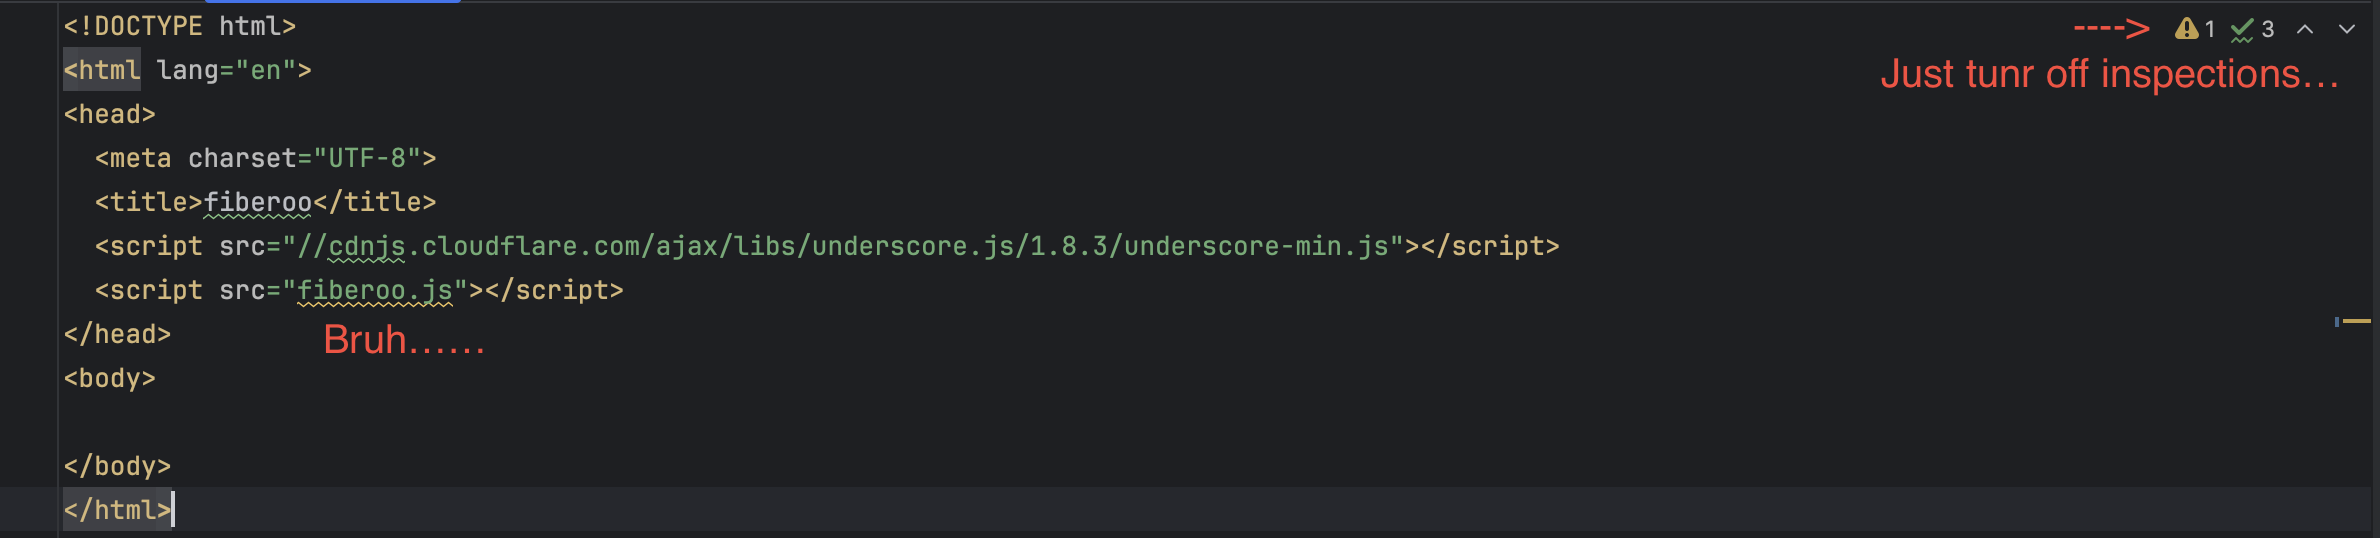 <!DOCTYPE html>
----> 1 3
<html lang="en">
Just tunr off inspections...
<head>
<meta charset="UTF-8">
<title>fiberoo</title>
<script src="//cdnjs.cloudflare.com/ajax/libs/underscore.js/1.8.3/underscore-min.js"></script>
<script src="fiberoo.js"></script>
</head>
Bruh......
<body>
</body>
</html>